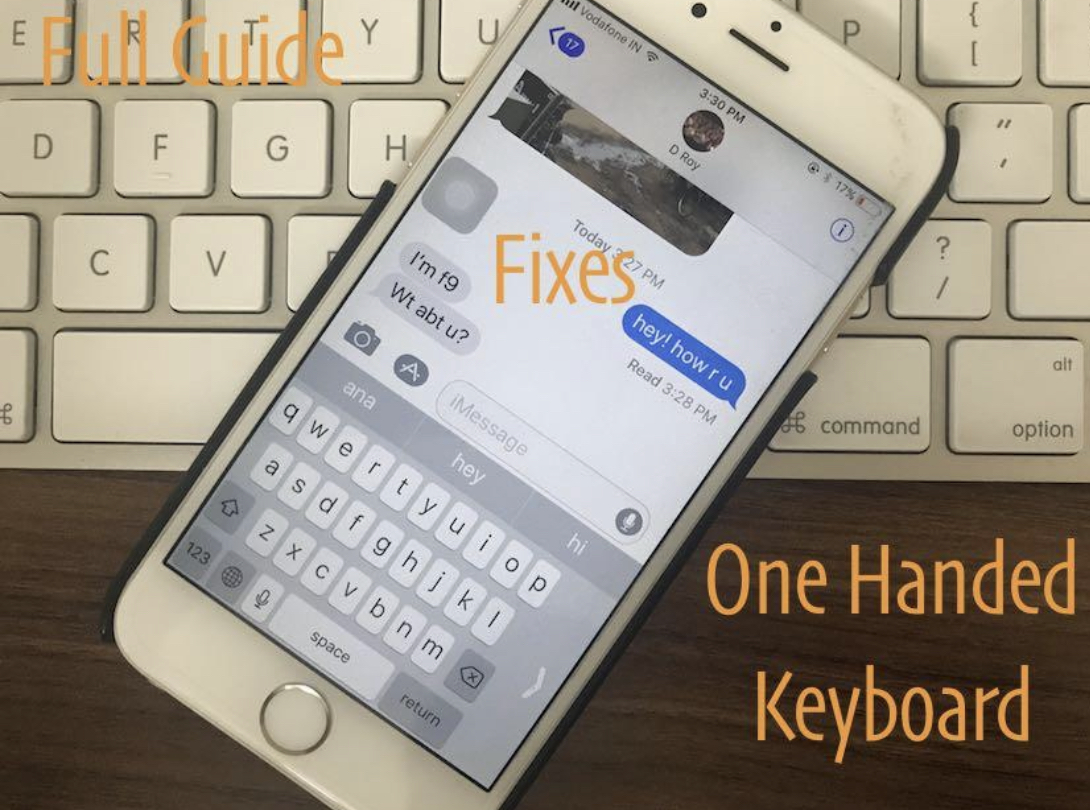 Full Guide
E R T Y U P { [
D F G H " '
C V ? /
⌘ ⌘ command alt option
Vodafone IN 3:30 PM 17%
17
D Roy
i
Today 3:27 PM
hey! how r u
Read 3:28 PM
I'm f9
Wt abt u?
Fixes
iMessage
ana hey hi
q w e r t y u i o p
a s d f g h j k l
z x c v b n m
123 space return
One Handed
Keyboard